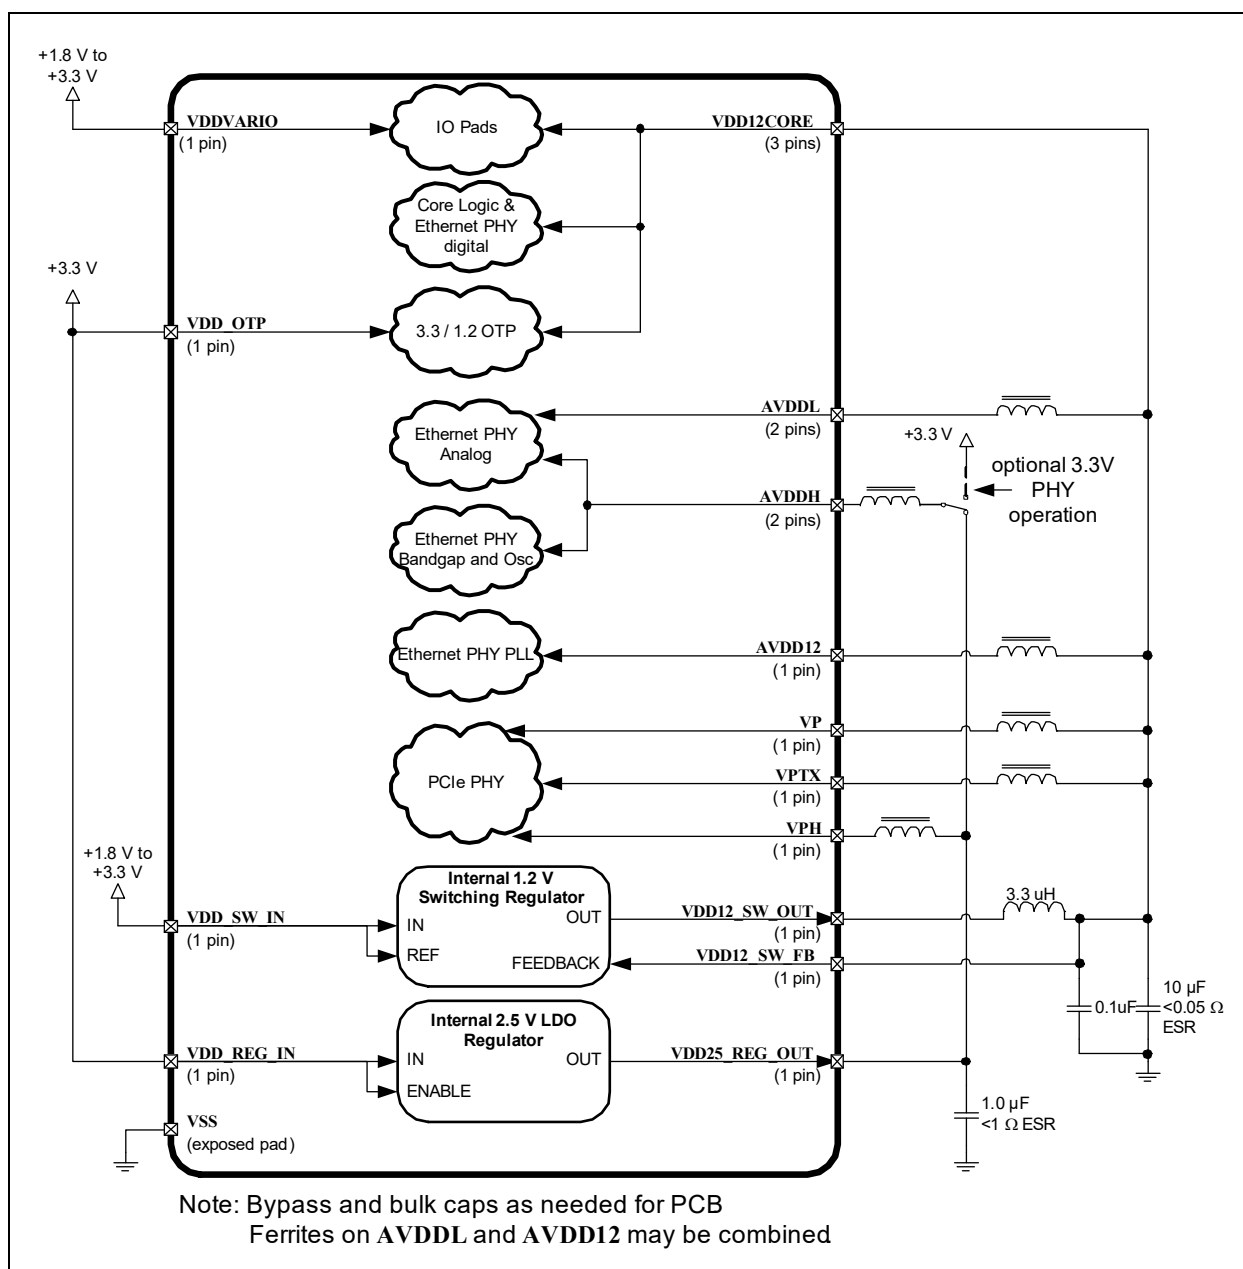 +1.8 V to
+3.3 V
VDDVARIO
(1 pin)
IO Pads
VDD12CORE
(3 pins)
Core Logic &
Ethernet PHY
digital
+3.3 V
VDD_OTP
(1 pin)
3.3 / 1.2 OTP
AVDDL
(2 pins)
Ethernet PHY
Analog
+3.3 V
optional 3.3V
PHY
operation
AVDDH
(2 pins)
Ethernet PHY
Bandgap and Osc
Ethernet PHY PLL
AVDD12
(1 pin)
VP
(1 pin)
PCIe PHY
VPTX
(1 pin)
VPH
(1 pin)
+1.8 V to
+3.3 V
Internal 1.2 V
Switching Regulator
VDD_SW_IN
(1 pin)
IN
REF
OUT
FEEDBACK
VDD12_SW_OUT
(1 pin)
3.3 uH
VDD12_SW_FB
(1 pin)
0.1uF
10 µF
<0.05 Ω
ESR
Internal 2.5 V LDO
Regulator
VDD_REG_IN
(1 pin)
IN
ENABLE
OUT
VDD25_REG_OUT
(1 pin)
1.0 µF
<1 Ω ESR
VSS
(exposed pad)
Note: Bypass and bulk caps as needed for PCB
Ferrites on AVDDL and AVDD12 may be combined